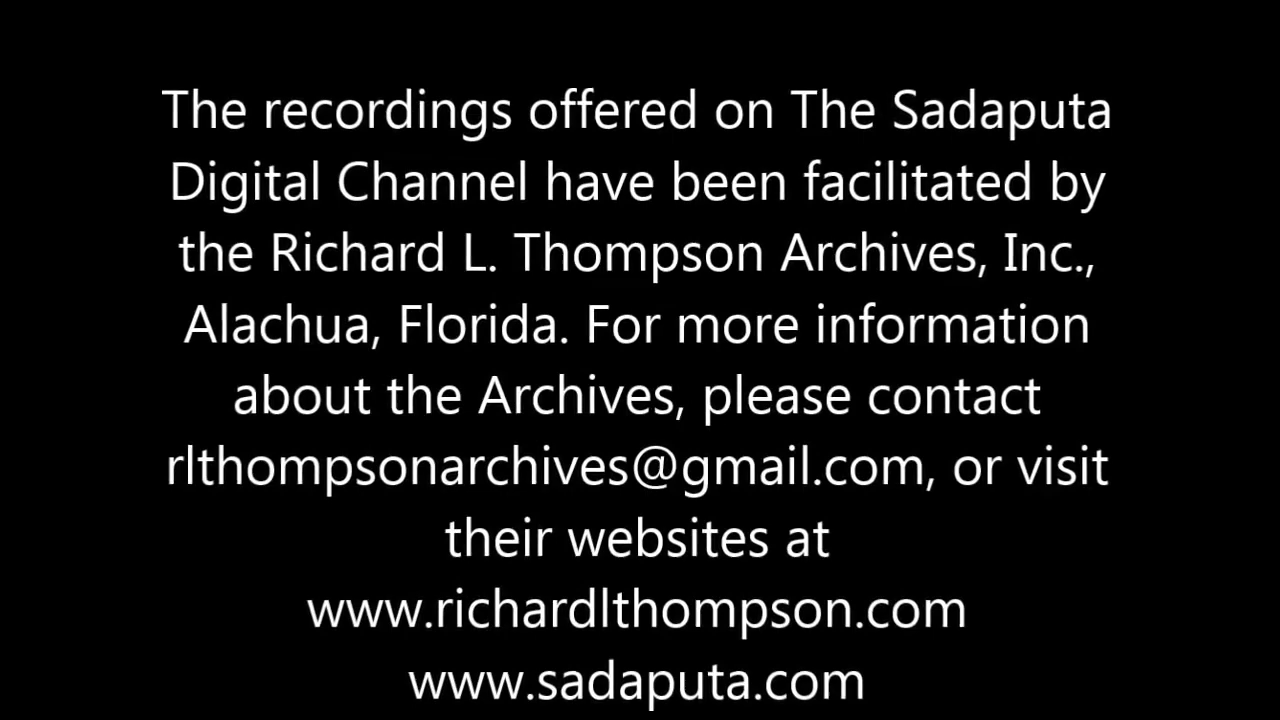 The recordings offered on The Sadaputa
Digital Channel have been facilitated by
the Richard L. Thompson Archives, Inc.,
Alachua, Florida. For more information
about the Archives, please contact
rlthompsonarchives@gmail.com, or visit
their websites at
www.richardlthompson.com
www.sadaputa.com